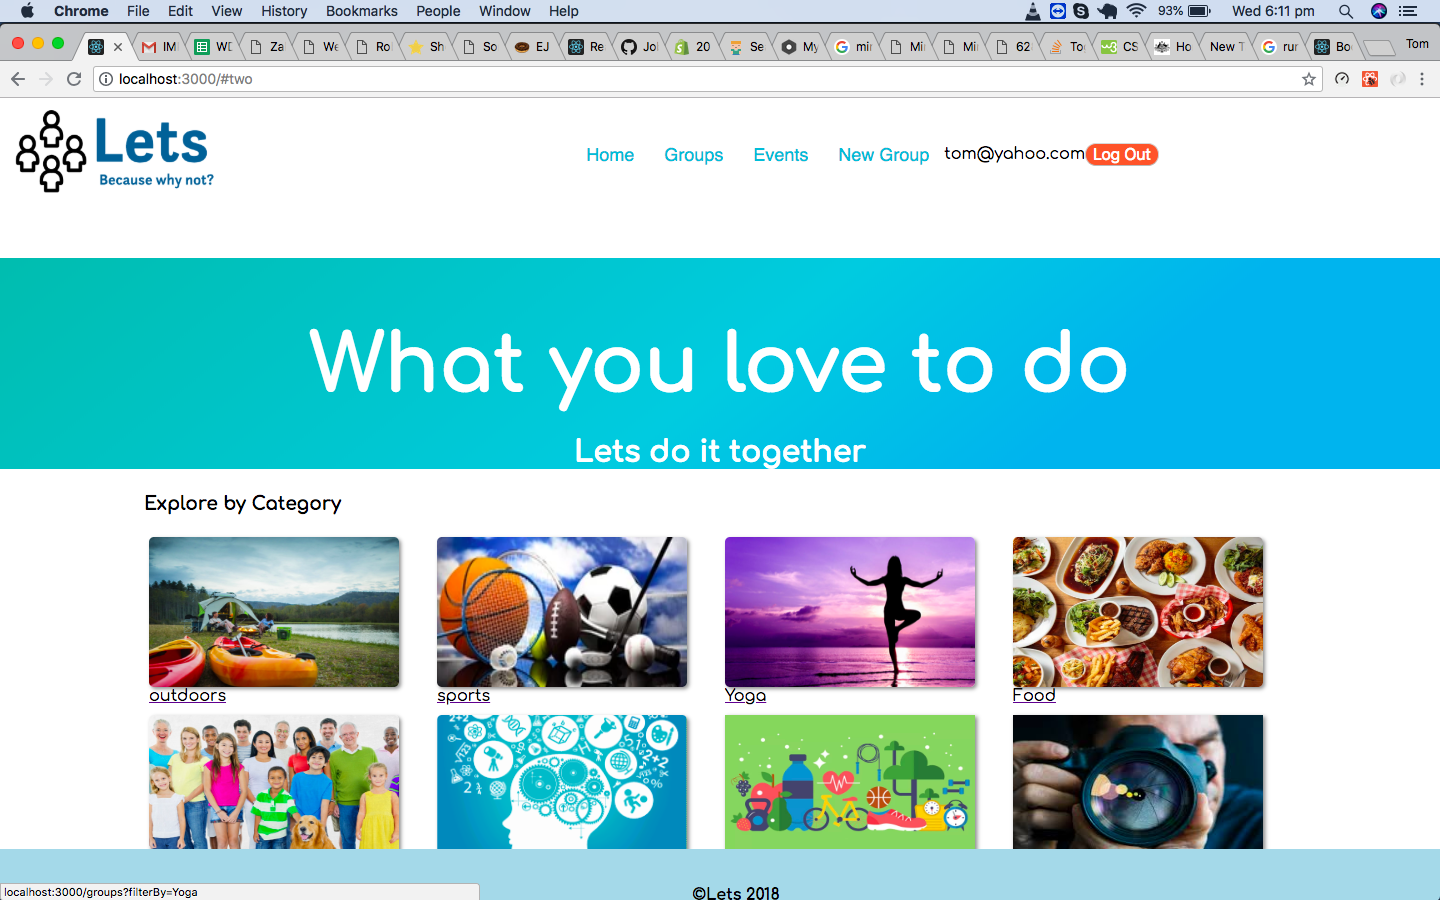 Chrome File Edit View History Bookmarks People Window Help 93% Wed 6:11 pm
IM WD Za We Ro Sh So EJ Re Jol 20 Se My mir Mi Mi 62 To CS Ho New T rur Bo Tom
localhost:3000/#two
Lets
Because why not?
Home Groups Events New Group tom@yahoo.com Log Out
What you love to do
Lets do it together
Explore by Category
outdoors sports Yoga Food
localhost:3000/groups?filterBy=Yoga
©Lets 2018